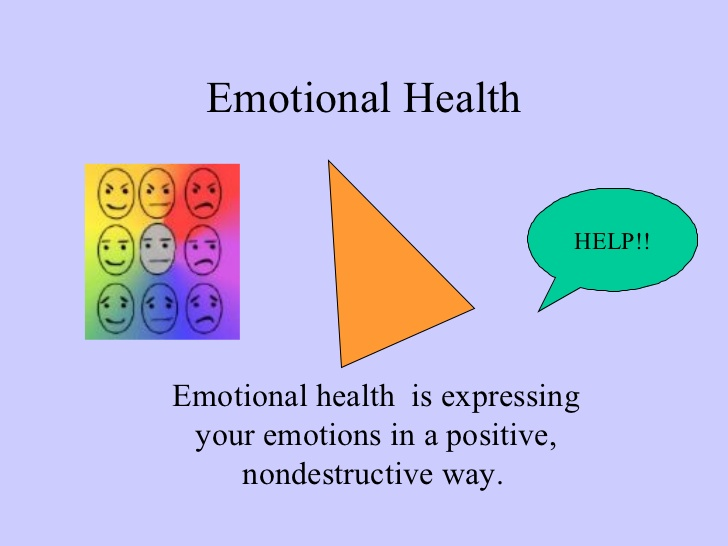 Emotional Health
HELP!!
Emotional health  is expressing
your emotions in a positive,
nondestructive way.